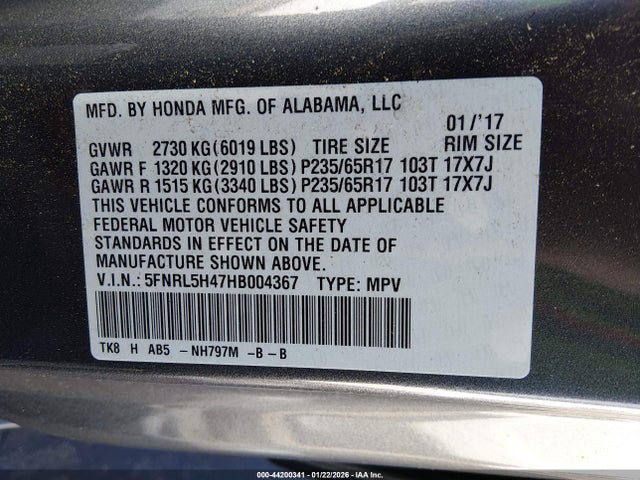 MFD. BY HONDA MFG. OF ALABAMA, LLC 01/'17
GVWR 2730 KG(6019 LBS) TIRE SIZE RIM SIZE
GAWR F 1320 KG(2910 LBS) P235/65R17 103T 17X7J
GAWR R 1515 KG(3340 LBS) P235/65R17 103T 17X7J
THIS VEHICLE CONFORMS TO ALL APPLICABLE
FEDERAL MOTOR VEHICLE SAFETY
STANDARDS IN EFFECT ON THE DATE OF
MANUFACTURE SHOWN ABOVE.
V.I.N.: 5FNRL5H47HB004367 TYPE: MPV
TK8 H AB5 -NH797M -B-B
000-44200341 - 01/22/2026 - IAA Inc.